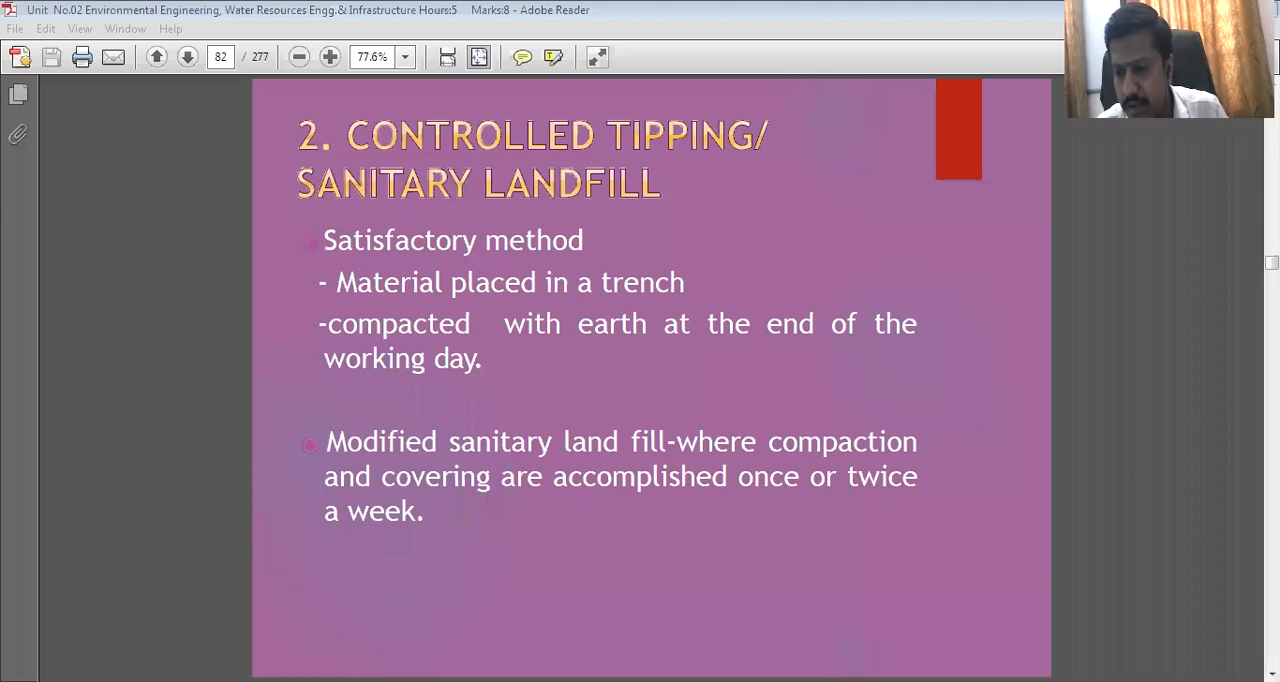 Unit No.02 Environmental Engineering, Water Resources Engg.& Infrastructure Hours:5 Marks:8 - Adobe Reader
File Edit View Window Help
82 / 277 77.6%
2. CONTROLLED TIPPING/
SANITARY LANDFILL
Satisfactory method
- Material placed in a trench
-compacted with earth at the end of the
working day.
Modified sanitary land fill-where compaction
and covering are accomplished once or twice
a week.